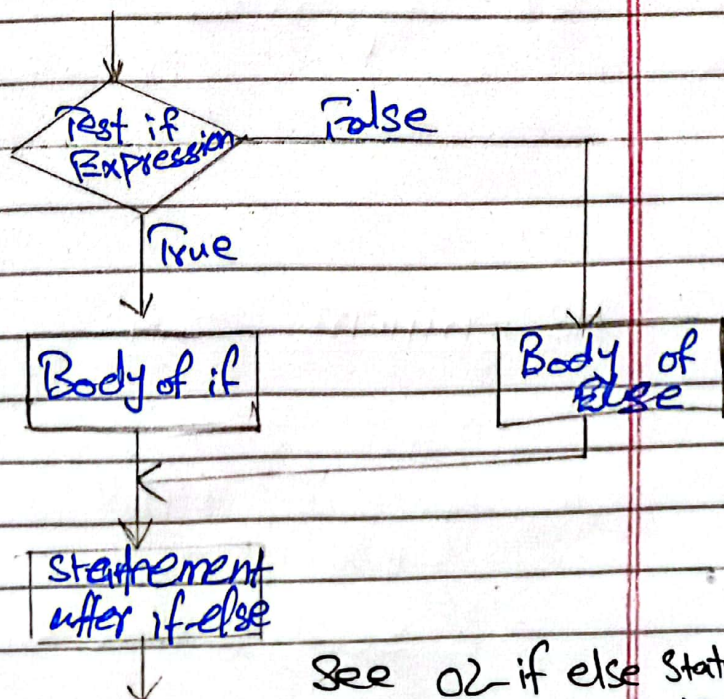 Test if
Expression
False
True
Body of if
Body of
Else
statement
after if-else
See 02-if else Stat